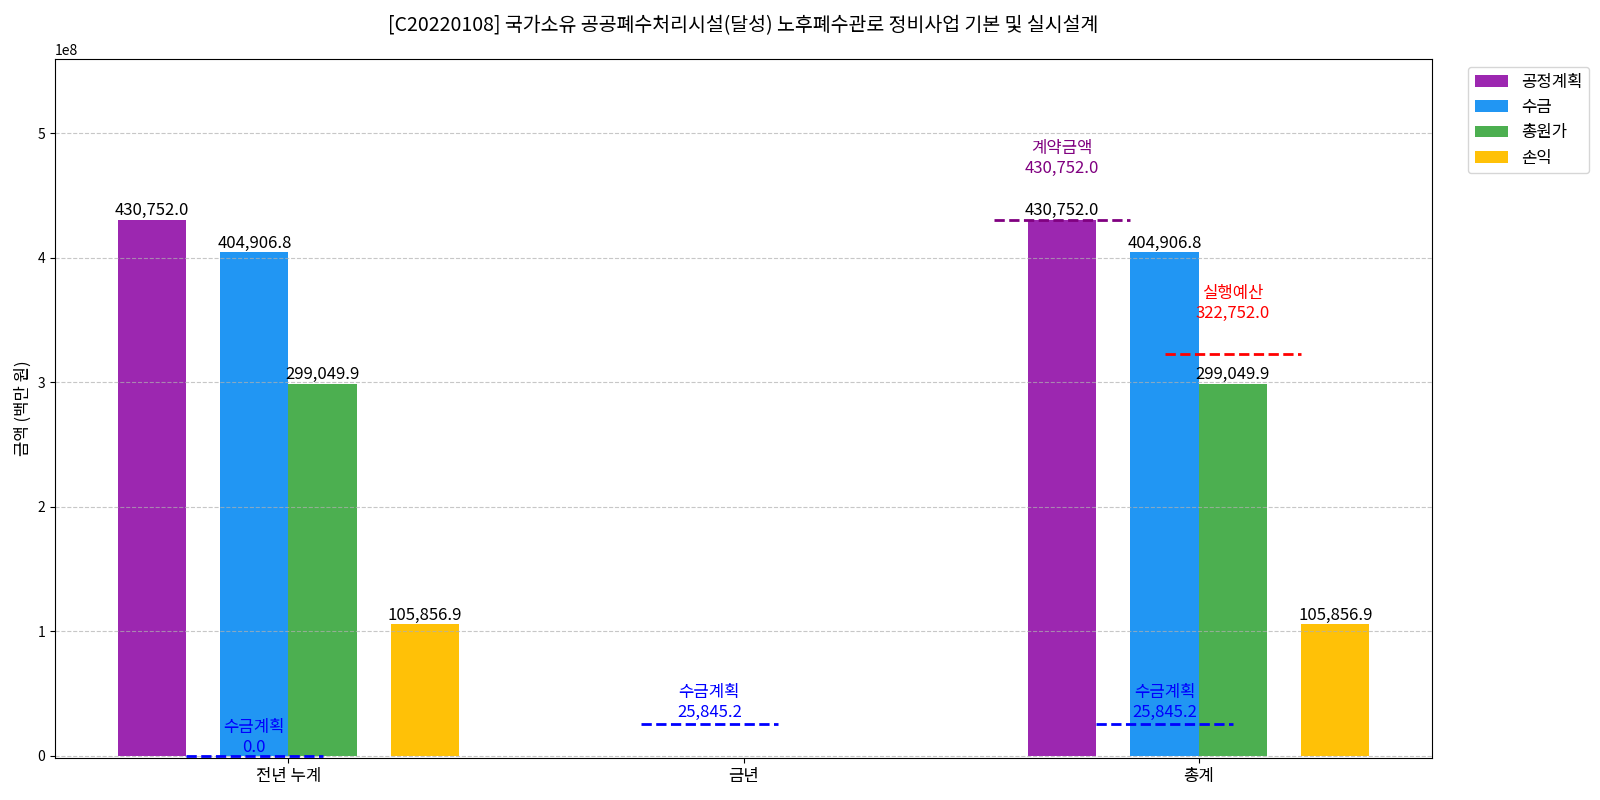 [C20220108] 국가소유 공공폐수처리시설(달성) 노후폐수관로 정비사업 기본 및 실시설계
1e8
공정계획
수금
총원가
손익
금액 (백만 원)
5
4
3
2
1
0
430,752.0
404,906.8
299,049.9
105,856.9
수금계획
0.0
수금계획
25,845.2
계약금액
430,752.0
430,752.0
404,906.8
실행예산
322,752.0
299,049.9
105,856.9
수금계획
25,845.2
전년 누계
금년
총계